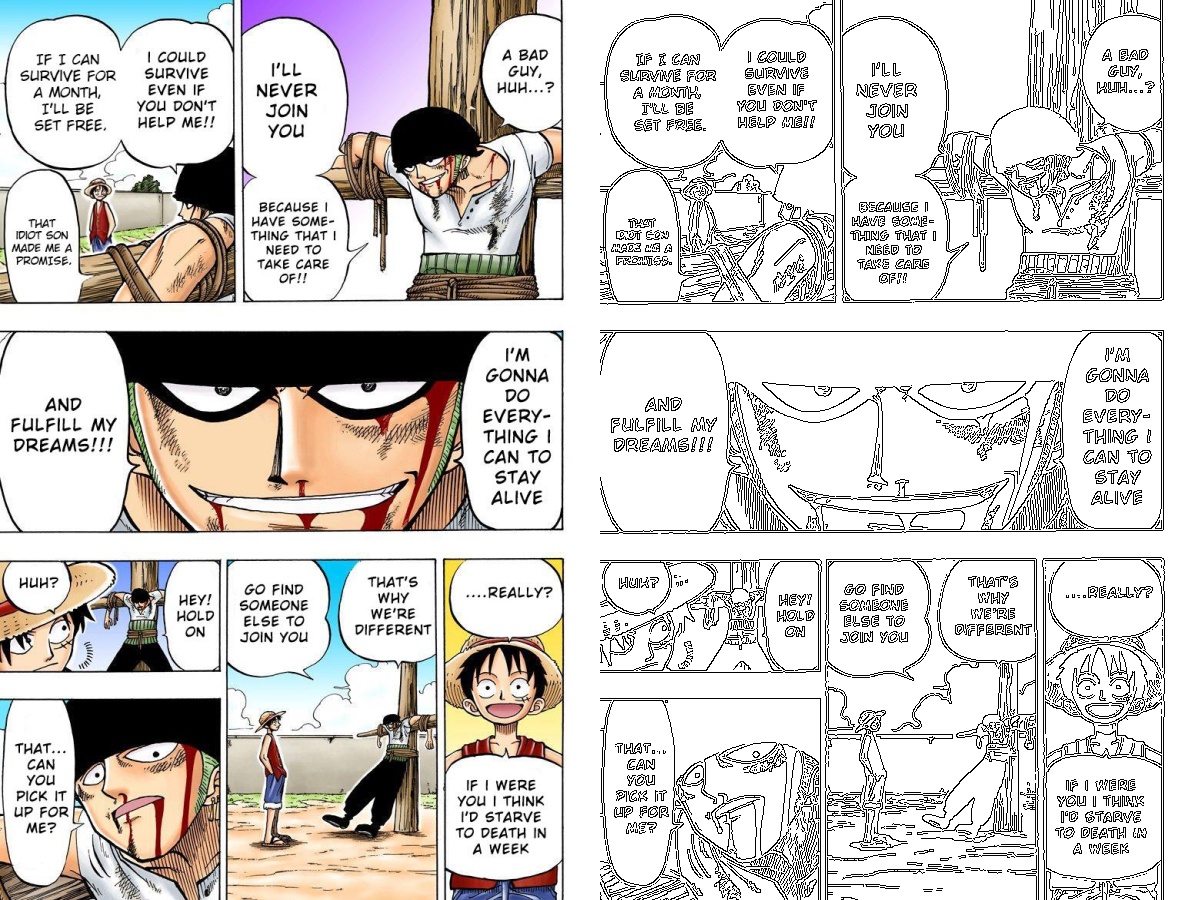 A BAD
GUY,
HUH...?
I'LL
NEVER
JOIN
YOU
BECAUSE I
HAVE SOME-
THING THAT I
NEED TO
TAKE CARE
OF!!
I COULD
SURVIVE
EVEN IF
YOU DON'T
HELP ME!!
IF I CAN
SURVIVE FOR
A MONTH,
I'LL BE
SET FREE.
THAT
IDIOT SON
MADE ME A
PROMISE.
I'M
GONNA
DO
EVERY-
THING I
CAN TO
STAY
ALIVE
AND
FULFILL MY
DREAMS!!!
....REALLY?
IF I WERE
YOU I THINK
I'D STARVE
TO DEATH IN
A WEEK
THAT'S
WHY
WE'RE
DIFFERENT
GO FIND
SOMEONE
ELSE TO
JOIN YOU
HEY!
HOLD
ON
HUH?
THAT...
CAN
YOU
PICK IT
UP FOR
ME?
A BAD
GUY,
HUH...?
I'LL
NEVER
JOIN
YOU
BECAUSE I
HAVE SOME-
THING THAT I
NEED TO
TAKE CARE
OF!!
I COULD
SURVIVE
EVEN IF
YOU DON'T
HELP ME!!
IF I CAN
SURVIVE FOR
A MONTH,
I'LL BE
SET FREE.
THAT
IDIOT SON
MADE ME A
PROMISE.
I'M
GONNA
DO
EVERY-
THING I
CAN TO
STAY
ALIVE
AND
FULFILL MY
DREAMS!!!
....REALLY?
IF I WERE
YOU I THINK
I'D STARVE
TO DEATH IN
A WEEK
THAT'S
WHY
WE'RE
DIFFERENT
GO FIND
SOMEONE
ELSE TO
JOIN YOU
HEY!
HOLD
ON
HUH?
THAT...
CAN
YOU
PICK IT
UP FOR
ME?